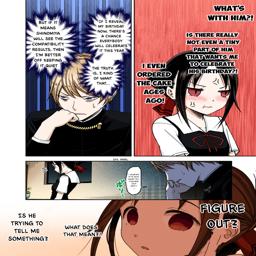 WHAT'S
WITH HIM?!
IS THERE REALLY
NOT EVEN A TINY
PART OF HIM
THAT WANTS ME
TO CELEBRATE
HIS BIRTHDAY?!
I EVEN
ORDERED
THE CAKE
AGES
AGO!
IF I REVEAL
MY BIRTHDAY
NOW, THERE'S
A CHANCE
EVERYBODY
WILL
CELEBRATE IT
THIS YEAR.
THE TRUTH
IS, I KIND
OF WANT
THAT...
BUT IF IT
MEANS
SHINOMIYA
WILL SEE THE
COMPATIBILITY
RESULTS, THEN
I'M BETTER
OFF KEEPING
IT QUIET.
FIGURE
OUT?
WHAT DOES
THAT MEAN?
IS HE
TRYING TO
TELL ME
SOMETHING?